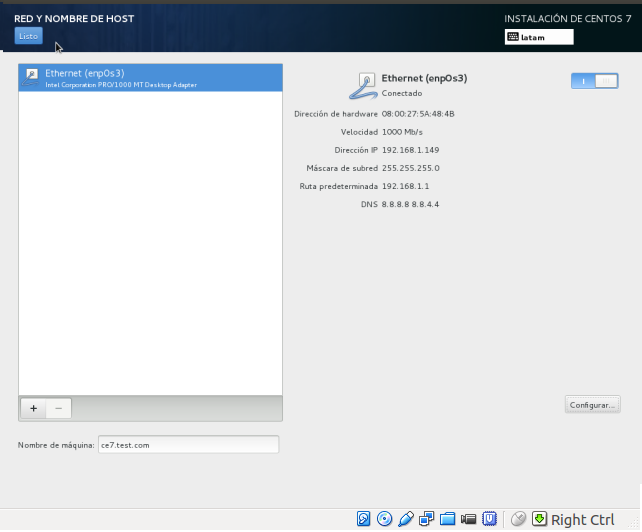 RED Y NOMBRE DE HOST
INSTALACIÓN DE CENTOS 7
Listo
latam
Ethernet (enp0s3)
Intel Corporation PRO/1000 MT Desktop Adapter
Ethernet (enp0s3)
Conectado
Dirección de hardware 08:00:27:5A:48:4B
Velocidad 1000 Mb/s
Dirección IP 192.168.1.149
Máscara de subred 255.255.255.0
Ruta predeterminada 192.168.1.1
DNS 8.8.8.8 8.8.4.4
+ −
Configurar...
Nombre de máquina: ce7.test.com
Right Ctrl